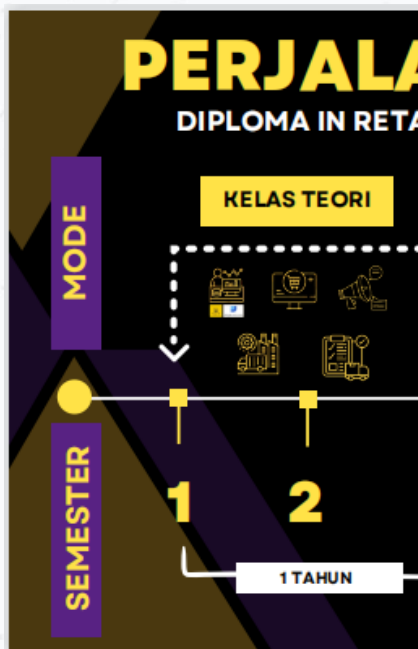 PERJALA
DIPLOMA IN RETA
KELAS TEORI
MODE
SEMESTER
1
2
1 TAHUN